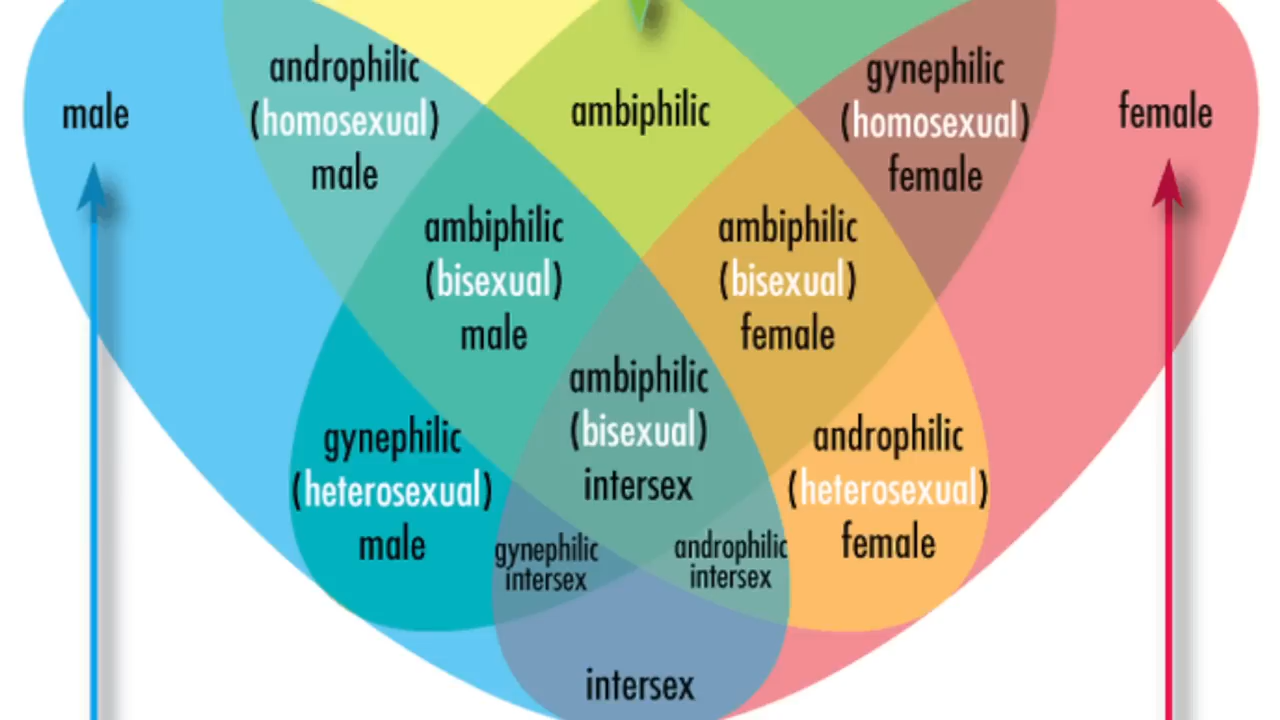 male
androphilic
(homosexual)
male
ambiphilic
gynephilic
(homosexual)
female
female
ambiphilic
(bisexual)
male
ambiphilic
(bisexual)
female
ambiphilic
(bisexual)
intersex
gynephilic
(heterosexual)
male
androphilic
(heterosexual)
female
gynephilic
intersex
androphilic
intersex
intersex